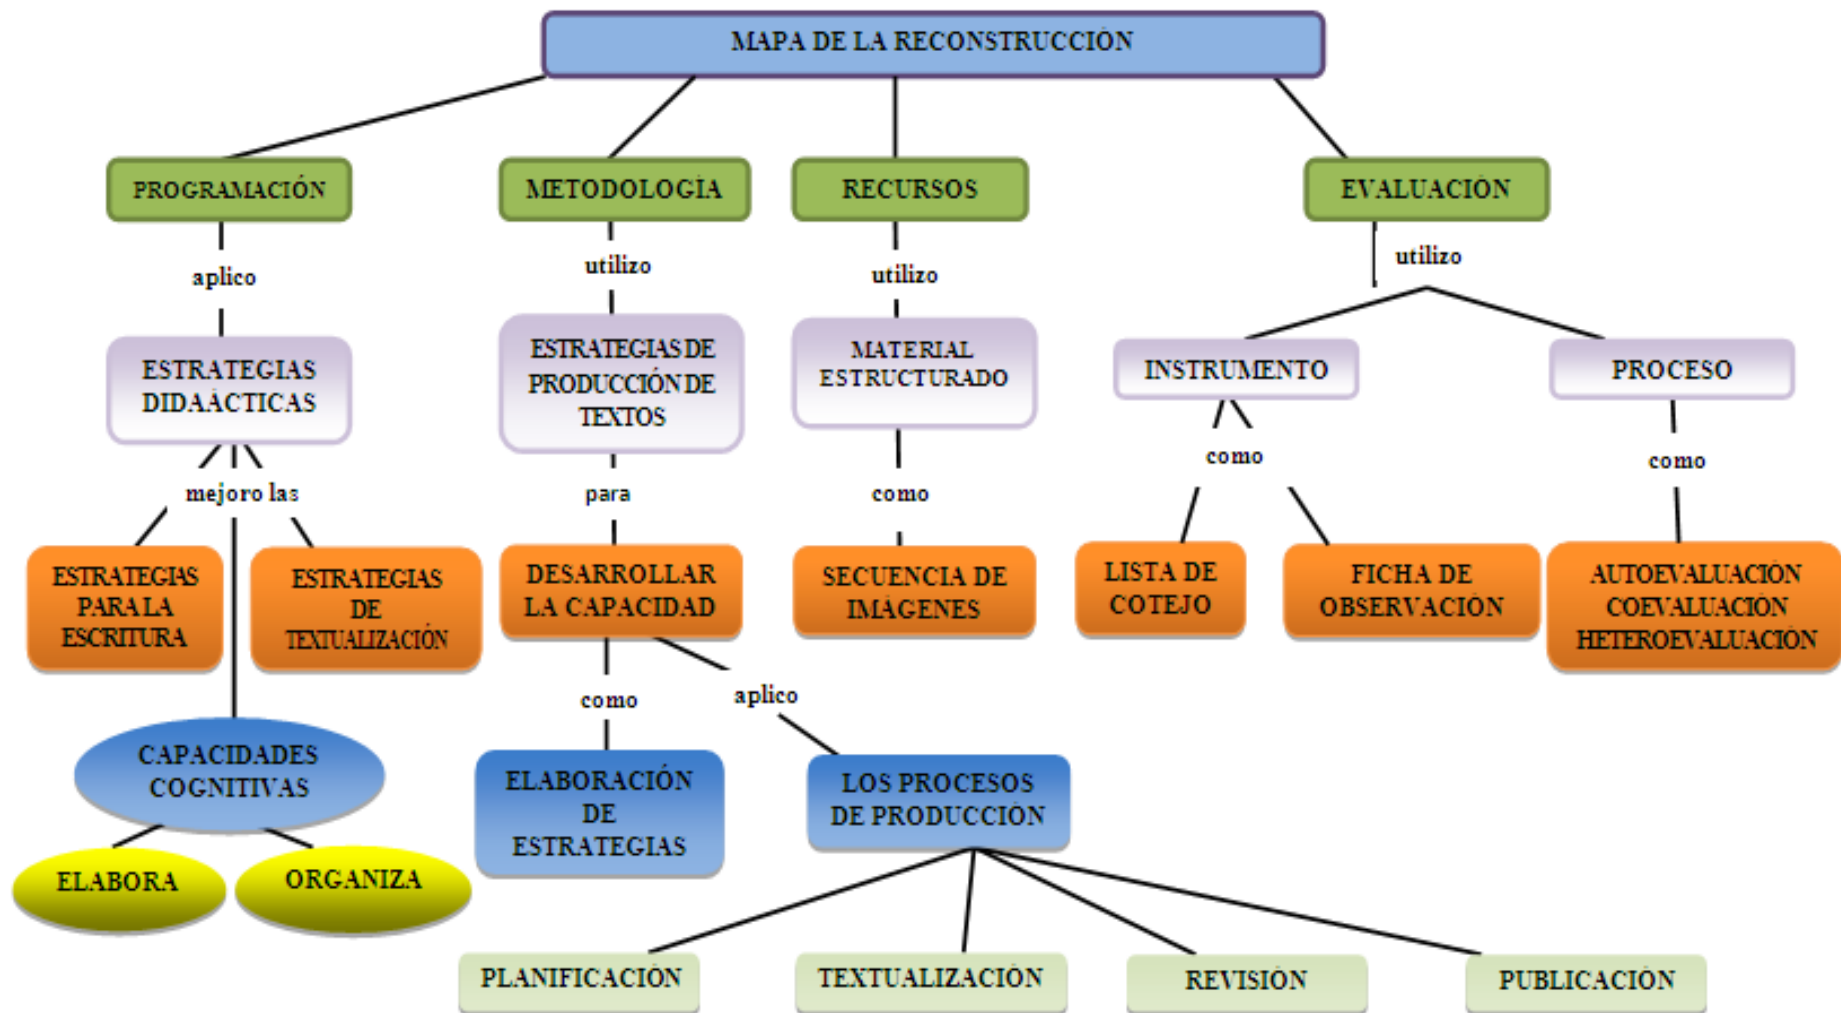 MAPA DE LA RECONSTRUCCIÓN
PROGRAMACIÓN
METODOLOGÍA
RECURSOS
EVALUACIÓN
aplico
utilizo
utilizo
utilizo
ESTRATEGIAS
DIDAÁCTICAS
ESTRATEGIAS DE
PRODUCCIÓN DE
TEXTOS
MATERIAL
ESTRUCTURADO
INSTRUMENTO
PROCESO
mejoro las
para
como
como
como
ESTRATEGIAS
PARA LA
ESCRITURA
ESTRATEGIAS
DE
TEXTUALIZACIÓN
DESARROLLAR
LA CAPACIDAD
SECUENCIA DE
IMÁGENES
LISTA DE
COTEJO
FICHA DE
OBSERVACIÓN
AUTOEVALUACIÓN
COEVALUACIÓN
HETEROEVALUACIÓN
como
aplico
CAPACIDADES
COGNITIVAS
ELABORACIÓN
DE
ESTRATEGIAS
LOS PROCESOS
DE PRODUCCIÓN
ELABORA
ORGANIZA
PLANIFICACIÓN
TEXTUALIZACIÓN
REVISIÓN
PUBLICACIÓN